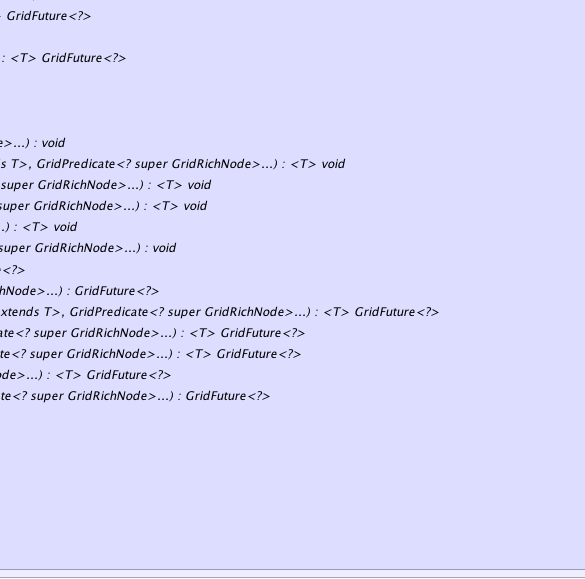 GridFuture<?>
: <T> GridFuture<?>
e>...) : void
s T>, GridPredicate<? super GridRichNode>...) : <T> void
super GridRichNode>...) : <T> void
super GridRichNode>...) : <T> void
.) : <T> void
super GridRichNode>...) : void
<?>
hNode>...) : GridFuture<?>
xtends T>, GridPredicate<? super GridRichNode>...) : <T> GridFuture<?>
ate<? super GridRichNode>...) : <T> GridFuture<?>
te<? super GridRichNode>...) : <T> GridFuture<?>
ode>...) : <T> GridFuture<?>
te<? super GridRichNode>...) : GridFuture<?>